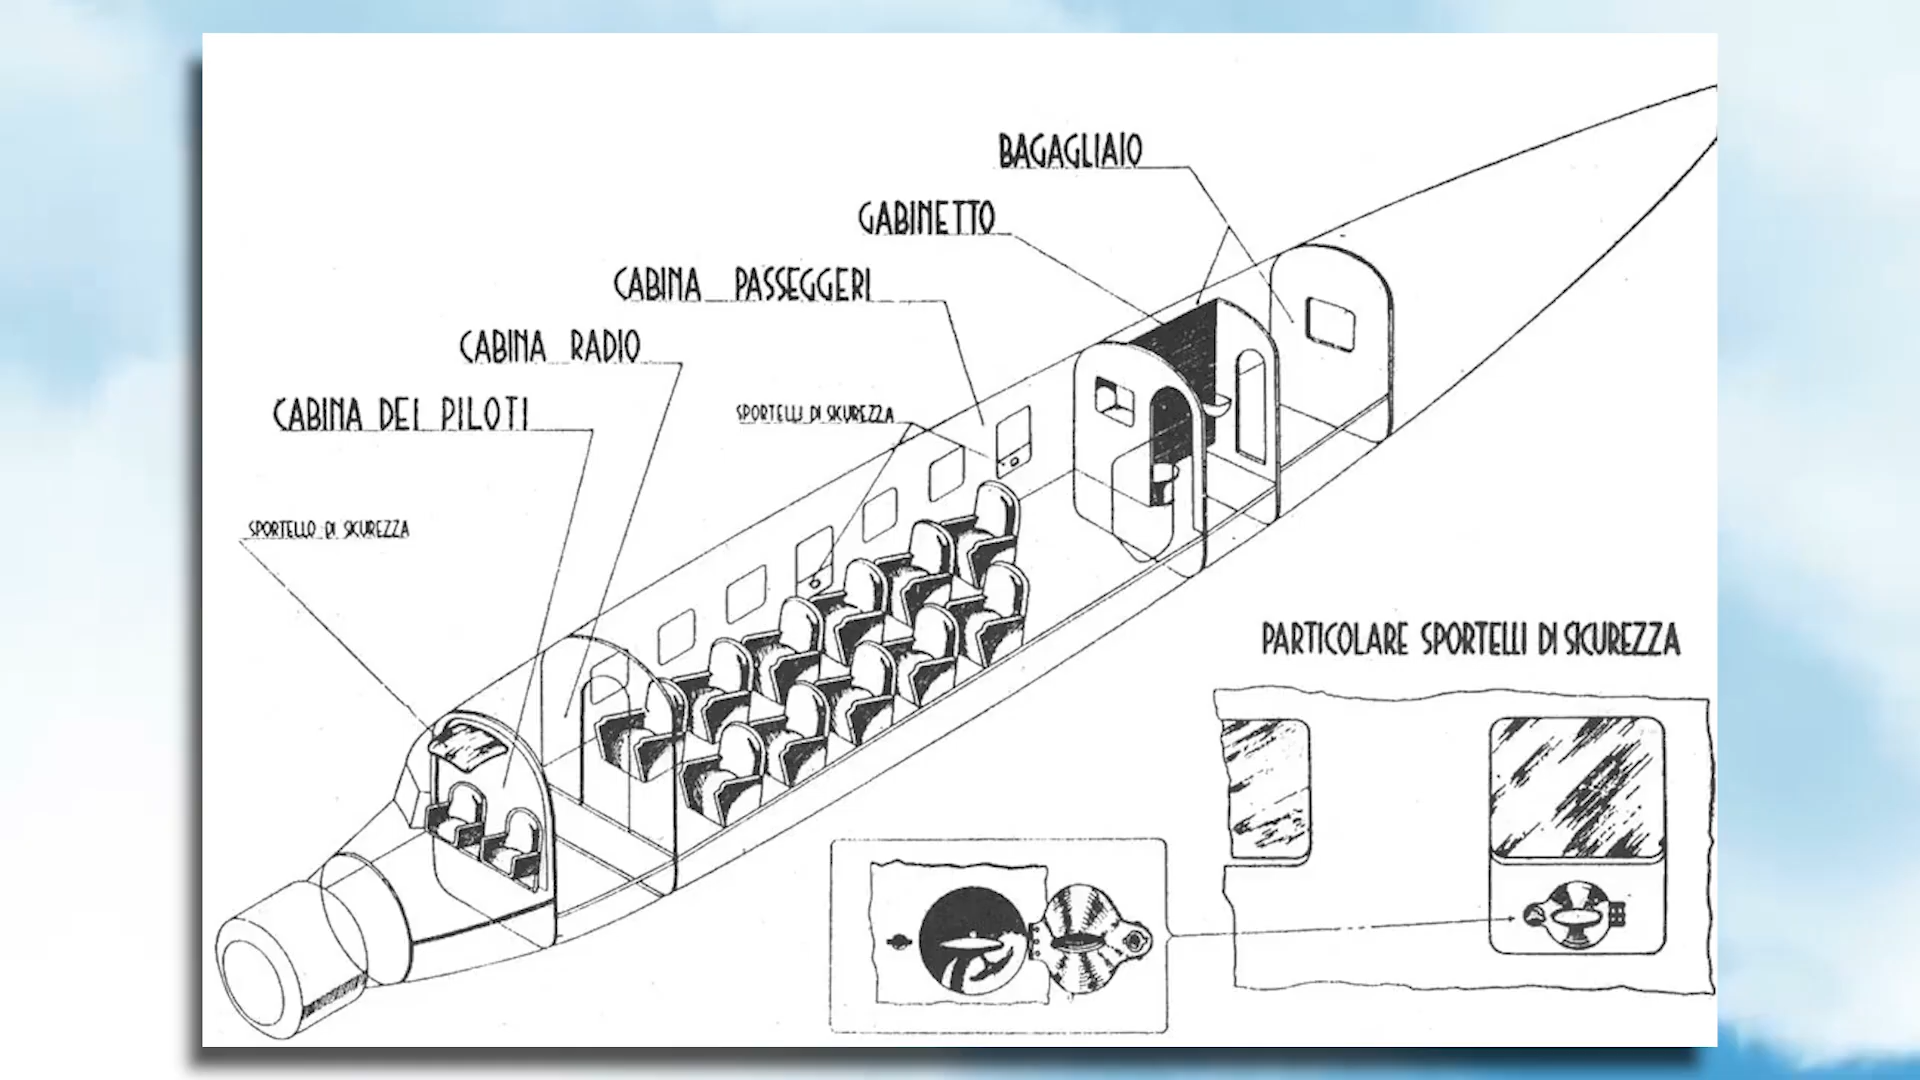 BAGAGLIAIO
GABINETTO
CABINA PASSEGGERI
CABINA RADIO
CABINA DEI PILOTI
SPORTELLI DI SICUREZZA
SPORTELLO DI SICUREZZA
PARTICOLARE SPORTELLI DI SICUREZZA